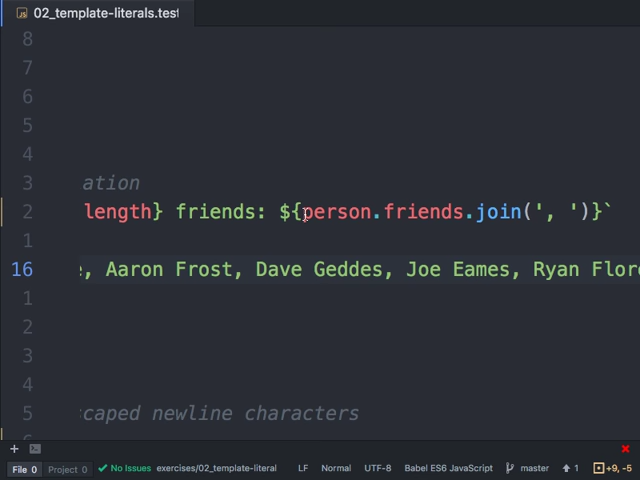 02_template-literals.test
8
7
6
5
4
3 ation
2 length} friends: ${person.friends.join(', ')}`
1
16 e, Aaron Frost, Dave Geddes, Joe Eames, Ryan Flor
1
2
3
4
5 caped newline characters
File 0 Project 0 No Issues exercises/02_template-literal LF Normal UTF-8 Babel ES6 JavaScript master 1 +9, -5